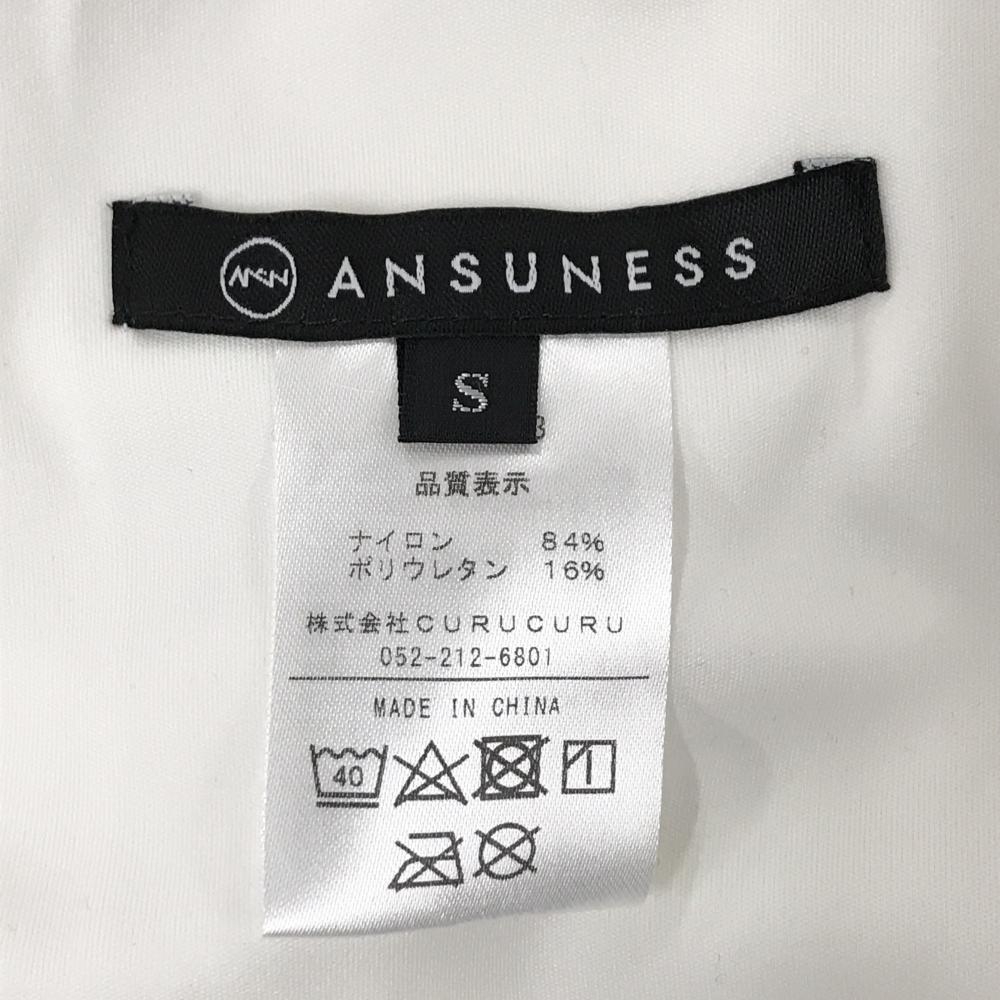 ANSUNESS
S
品質表示
ナイロン 84%
ポリウレタン 16%
株式会社CURUCURU
052-212-6801
MADE IN CHINA
40